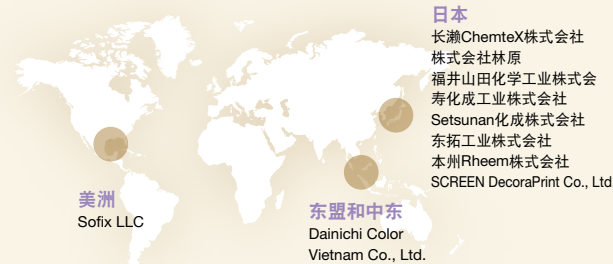 日本
长濑ChemteX株式会社
株式会社林原
福井山田化学工业株式会
寿化成工业株式会社
Setsunan化成株式会社
东拓工业株式会社
本州Rheem株式会社
SCREEN DecoraPrint Co., Ltd.
美洲
Sofix LLC
东盟和中东
Dainichi Color
Vietnam Co., Ltd.